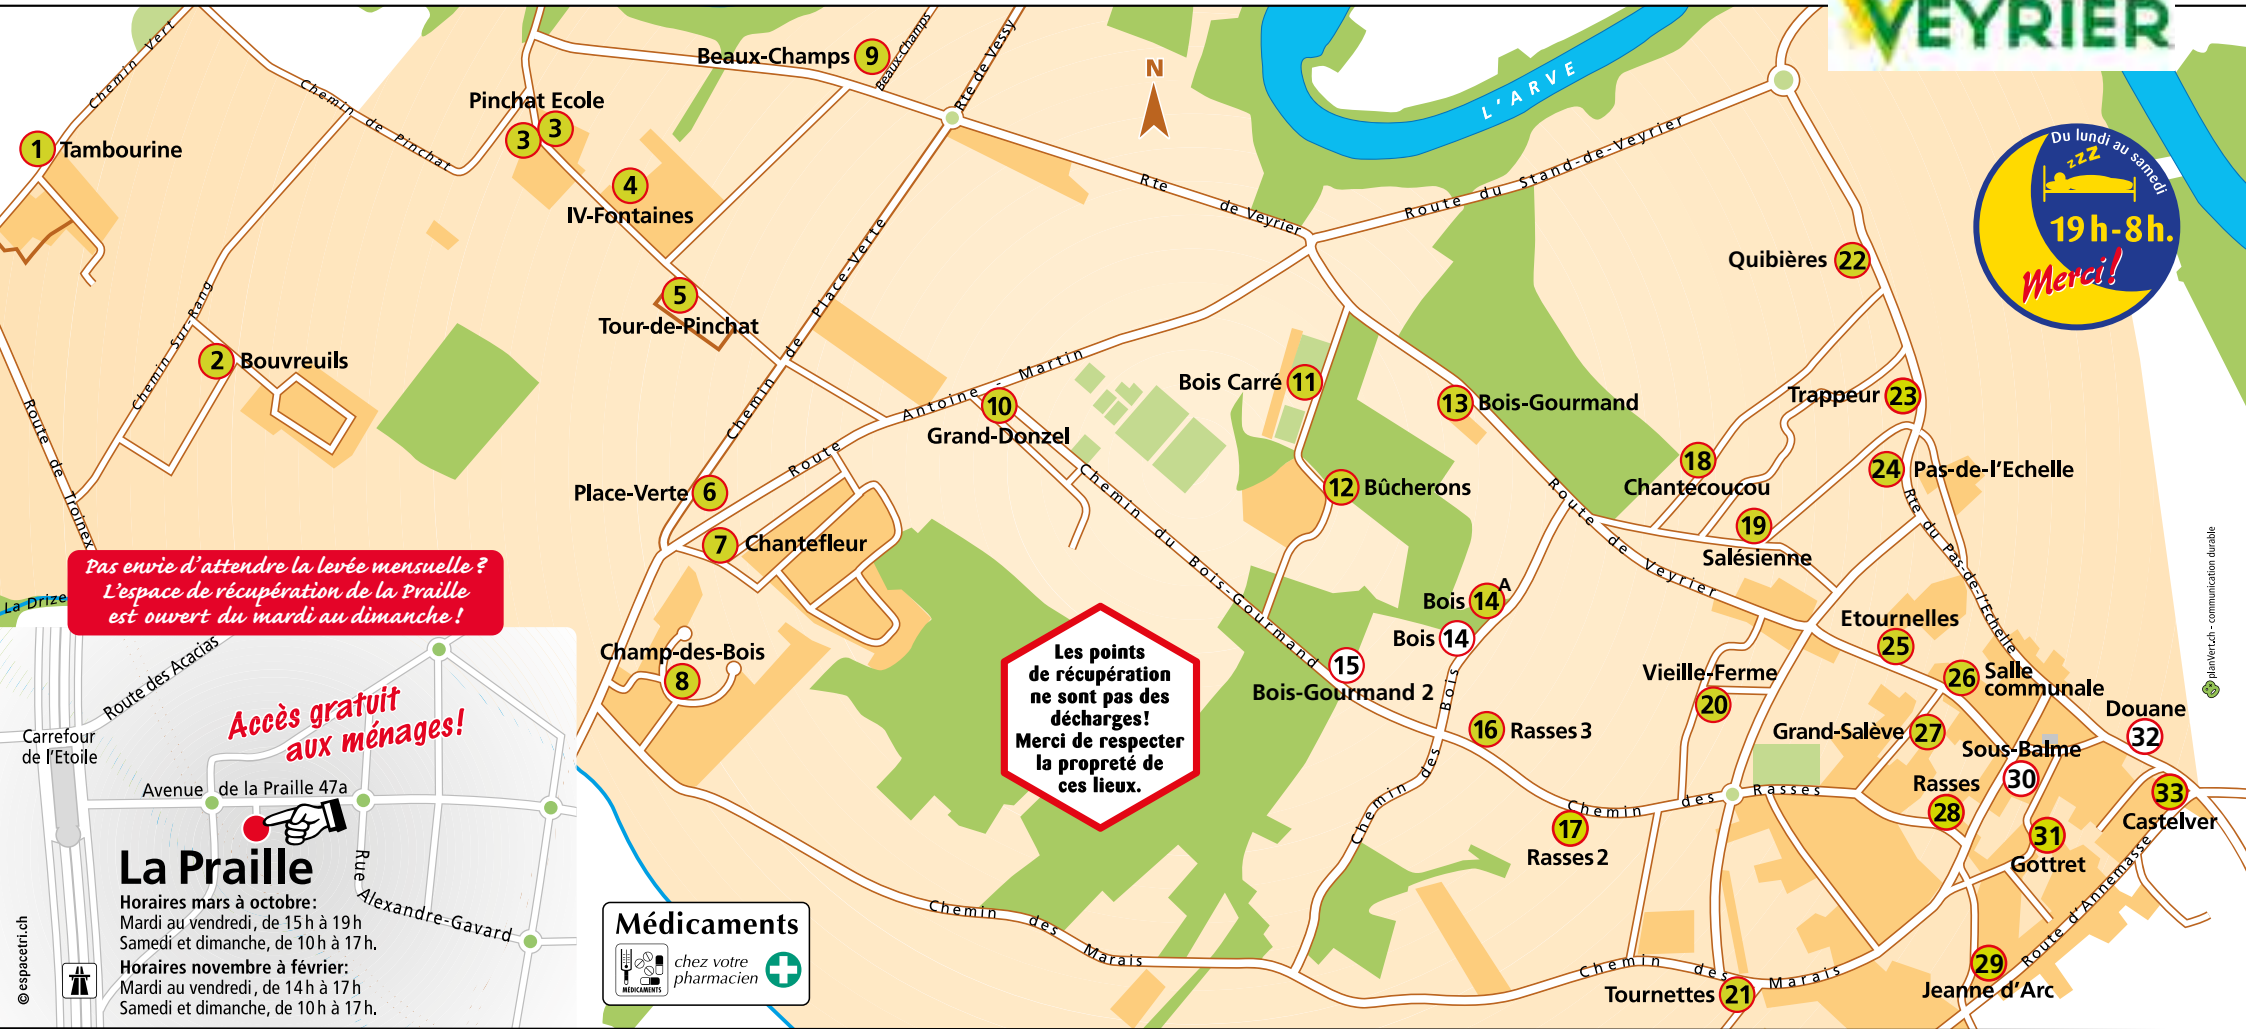 VEYRIER
Du lundi au samedi
zzz
19h-8h.
Merci!
N
L'ARVE
Chemin Vert
Chemin de Pinchat
Beaux-Champs 9
Beaux-Champs
Rte de Vessy
Pinchat Ecole
3 3
1 Tambourine
4
IV-Fontaines
Rte de Veyrier
Route du Stand-de-Veyrier
Quibières 22
5
Tour-de-Pinchat
Chemin de Place-Verte
Chemin Sur-Rang
2 Bouvreuils
Route de Troinex
Route Antoine-Martin
10
Grand-Donzel
Bois Carré 11
13 Bois-Gourmand
Trappeur 23
18
Chantecoucou
24 Pas-de-l'Echelle
Place-Verte 6
12 Bûcherons
7 Chantefleur
Chemin du Bois-Gourmand
Route de Veyrier
19
Salésienne
Rte du Pas-de-l'Echelle
Bois 14 A
Bois 14
Etournelles
25
Champ-des-Bois
8
15
Bois-Gourmand 2
Vieille-Ferme
20
26 Salle
communale
Douane
32
Grand-Salève 27
Sous-Balme
30
16 Rasses 3
Chemin des Bois
Rasses
28
33
Castelver
Chemin des Rasses
17
Rasses 2
31
Gottret
Route d'Annemasse
Chemin des Marais
Chemin des Marais
Tournettes 21
29
Jeanne d'Arc
Les points
de récupération
ne sont pas des
décharges!
Merci de respecter
la propreté de
ces lieux.
Pas envie d'attendre la levée mensuelle ?
L'espace de récupération de la Praille
est ouvert du mardi au dimanche !
La Drize
Route des Acacias
Carrefour
de l'Etoile
Accès gratuit
aux ménages!
Avenue de la Praille 47a
La Praille
Rue Alexandre-Gavard
Horaires mars à octobre:
Mardi au vendredi, de 15h à 19h
Samedi et dimanche, de 10h à 17h.
Horaires novembre à février:
Mardi au vendredi, de 14h à 17h
Samedi et dimanche, de 10h à 17h.
© espacetri.ch
Médicaments
MÉDICAMENTS
chez votre
pharmacien
planVert.ch - communication durable